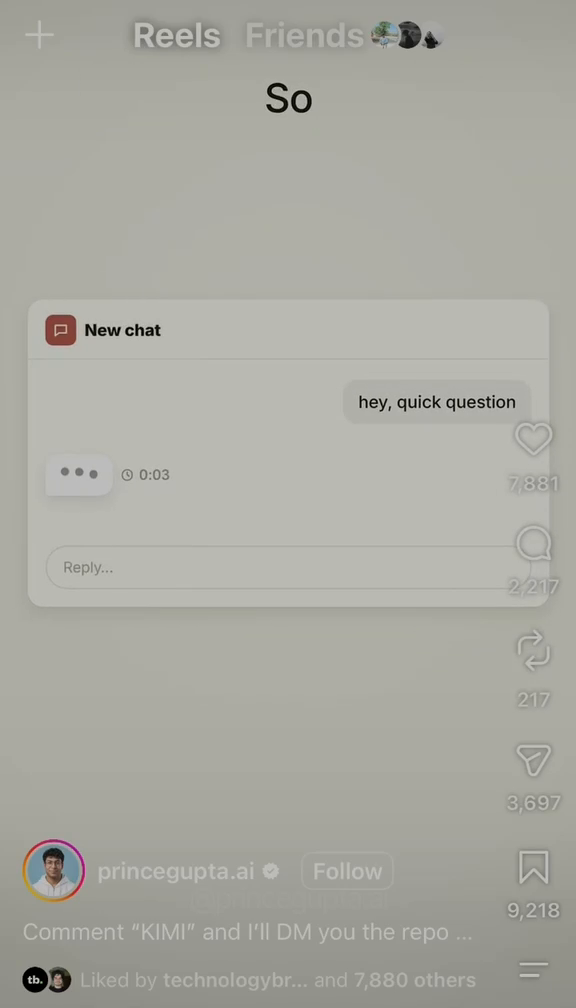 Reels Friends
So
New chat
hey, quick question
0:03
Reply...
7,881
2,217
217
3,697
princegupta.ai Follow
9,218
Comment “KIMI” and I’ll DM you the repo ...
tb. Liked by technologybr... and 7,880 others